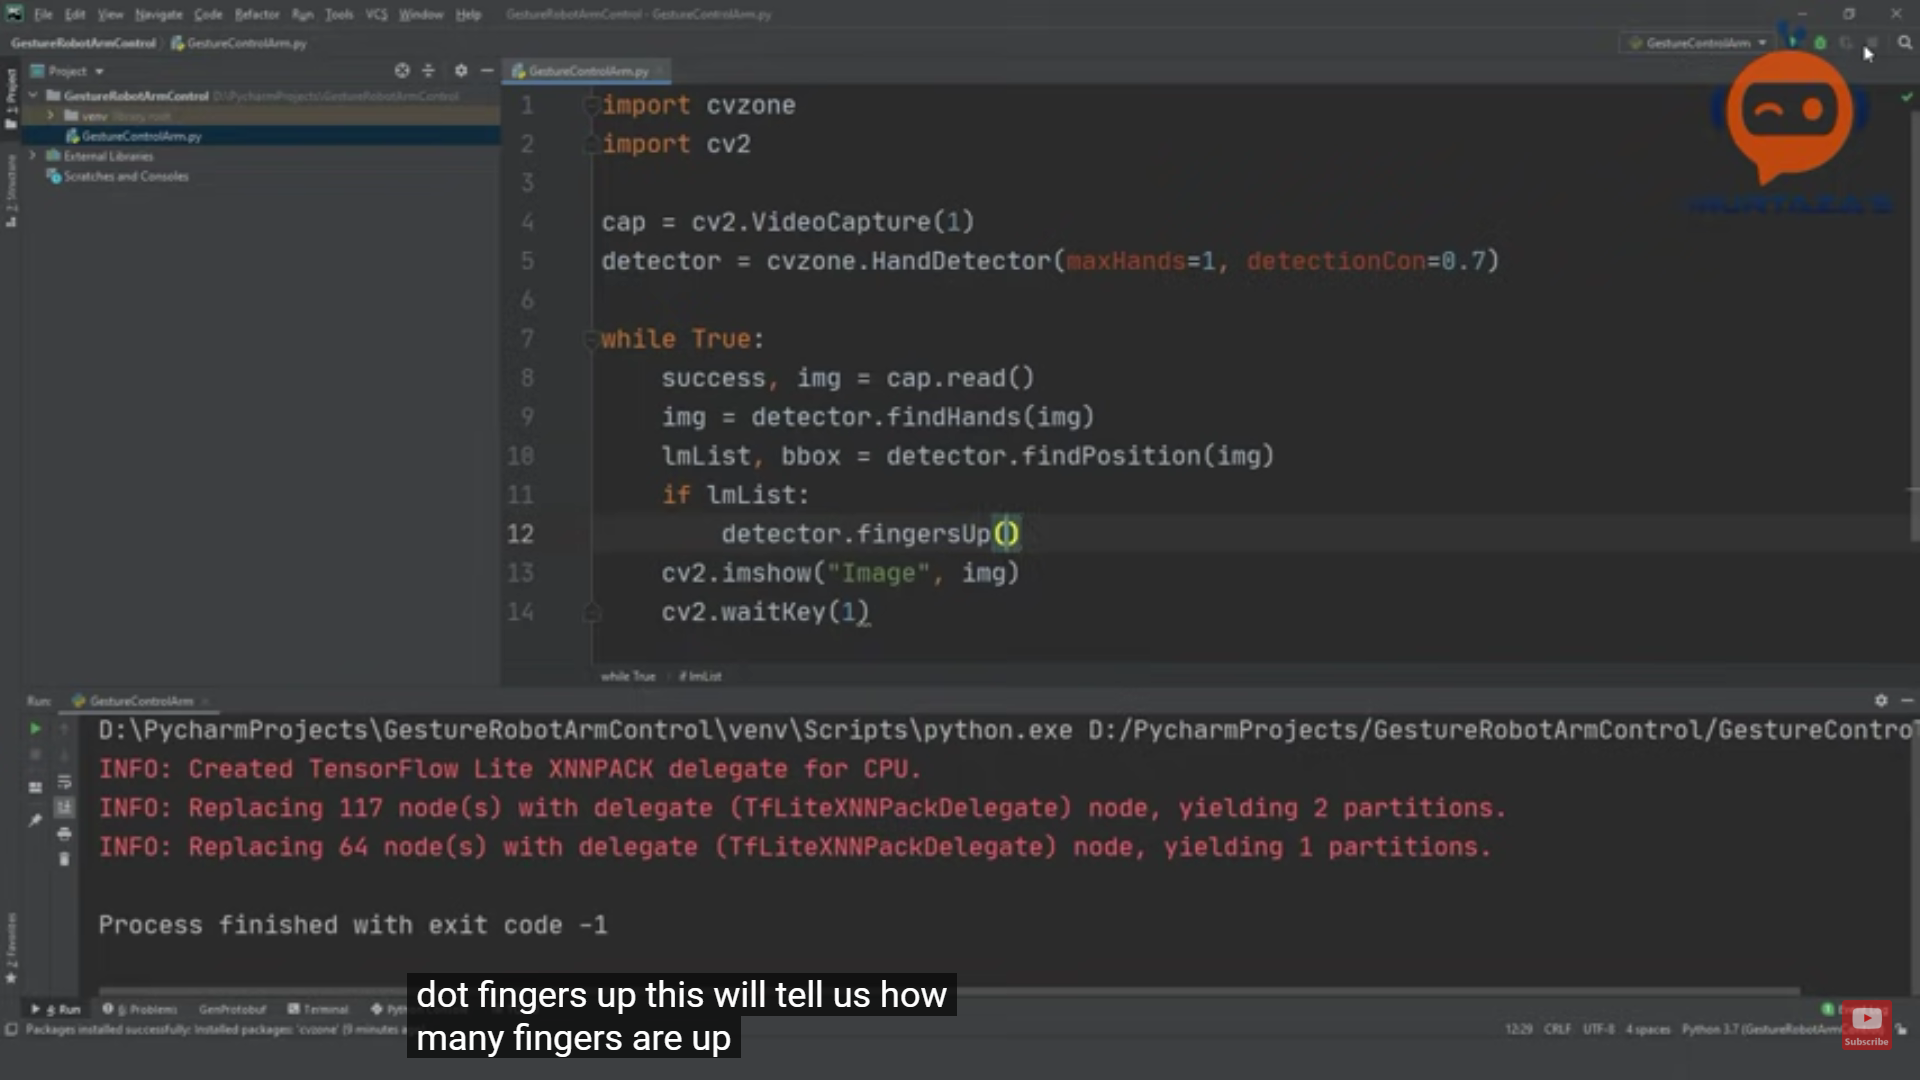 File Edit View Navigate Code Refactor Run Tools VCS Window Help GestureRobotArmControl - GestureControlArm.py
GestureRobotArmControl GestureControlArm.py GestureControlArm
Project GestureControlArm.py
GestureRobotArmControl D:\PycharmProjects\GestureRobotArmControl
venv library root
GestureControlArm.py
External Libraries
Scratches and Consoles
1: Project
2: Structure
1 import cvzone
2 import cv2
3
4 cap = cv2.VideoCapture(1)
5 detector = cvzone.HandDetector(maxHands=1, detectionCon=0.7)
6
7 while True:
8 success, img = cap.read()
9 img = detector.findHands(img)
10 lmList, bbox = detector.findPosition(img)
11 if lmList:
12 detector.fingersUp()
13 cv2.imshow("Image", img)
14 cv2.waitKey(1)
while True if lmList
MURTAZA'S
Run: GestureControlArm
D:\PycharmProjects\GestureRobotArmControl\venv\Scripts\python.exe D:/PycharmProjects/GestureRobotArmControl/GestureContro
INFO: Created TensorFlow Lite XNNPACK delegate for CPU.
INFO: Replacing 117 node(s) with delegate (TfLiteXNNPackDelegate) node, yielding 2 partitions.
INFO: Replacing 64 node(s) with delegate (TfLiteXNNPackDelegate) node, yielding 1 partitions.
Process finished with exit code -1
2: Favorites
dot fingers up this will tell us how
many fingers are up
4: Run 6: Problems GenProtobuf Terminal
Packages installed successfully: Installed packages: 'cvzone' (9 minutes 12:29 CRLF UTF-8 4 spaces Python 3.7
Subscribe